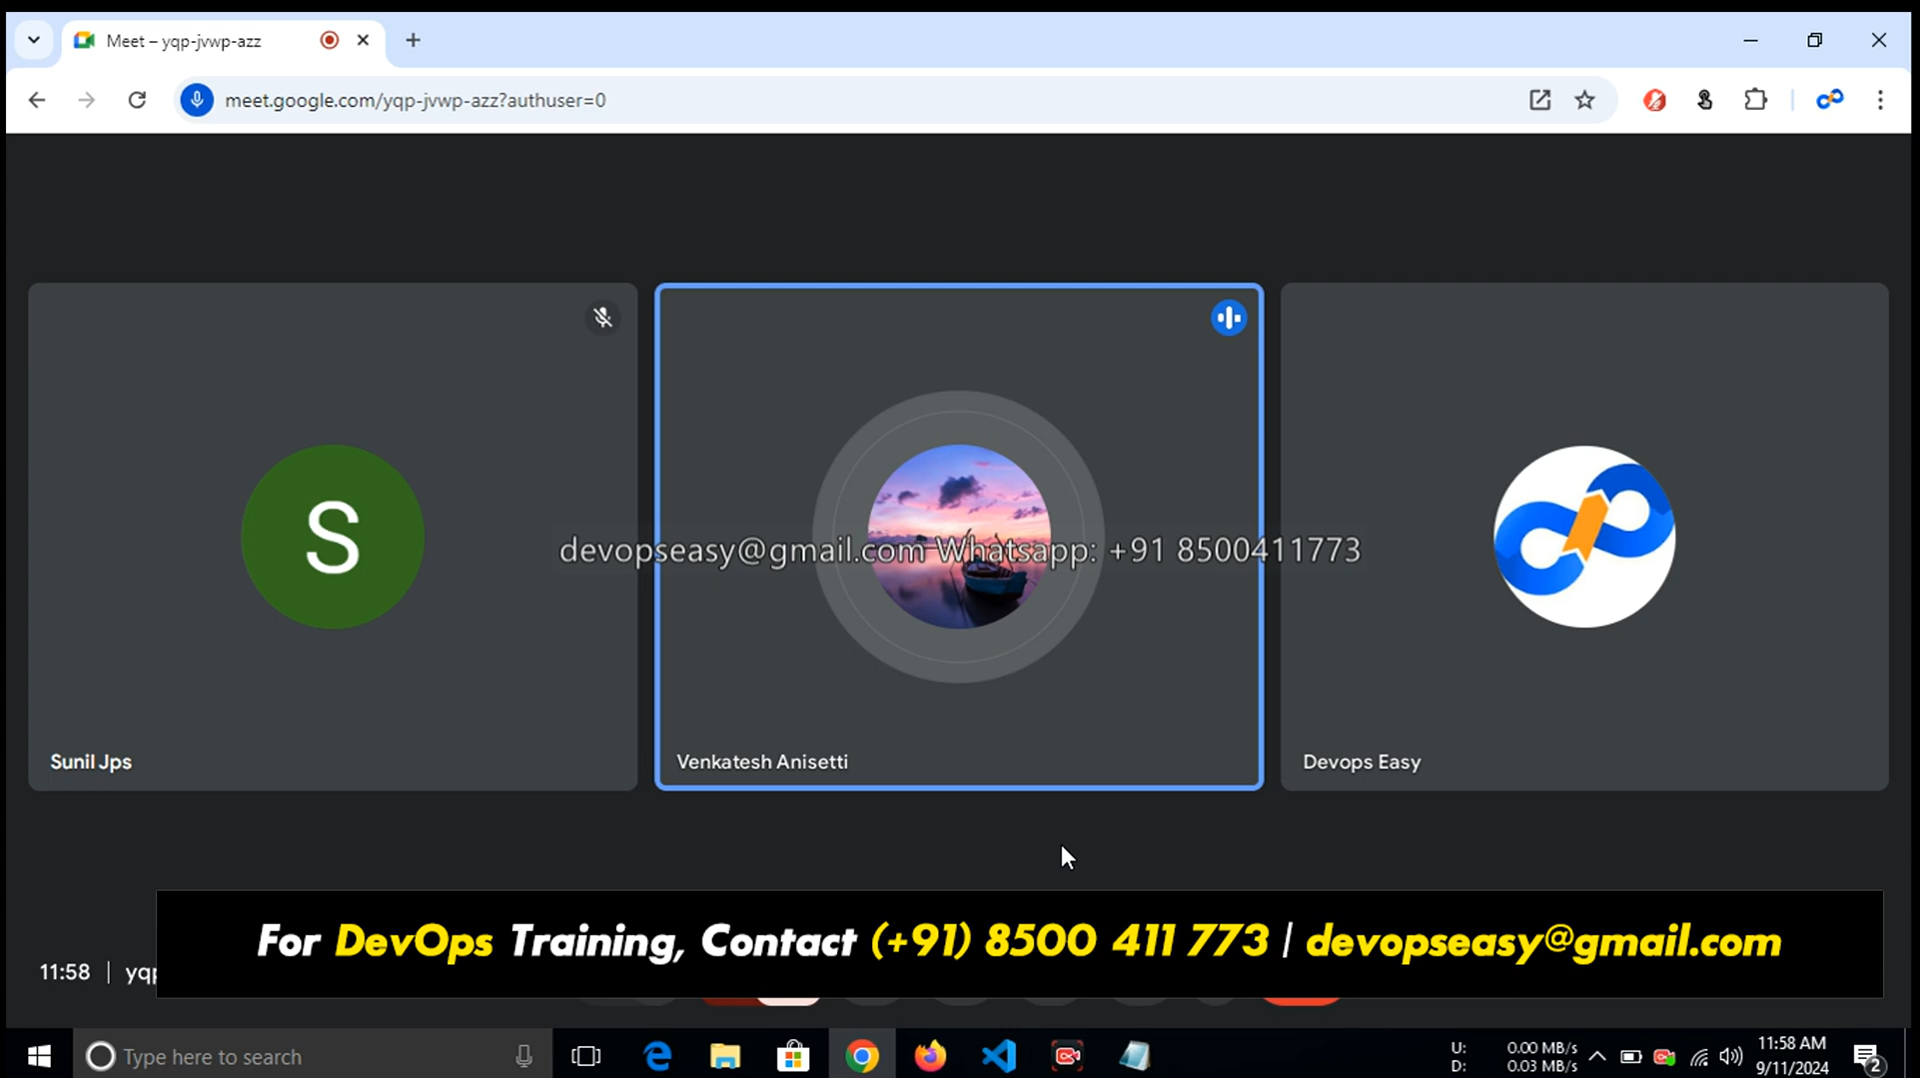 Meet – yqp-jvwp-azz
meet.google.com/yqp-jvwp-azz?authuser=0
S
devopseasy@gmail.com Whatsapp: +91 8500411773
Sunil Jps
Venkatesh Anisetti
Devops Easy
For DevOps Training, Contact (+91) 8500 411 773 | devopseasy@gmail.com
11:58 | yqp
Type here to search
U: 0.00 MB/s
D: 0.03 MB/s
11:58 AM
9/11/2024
2